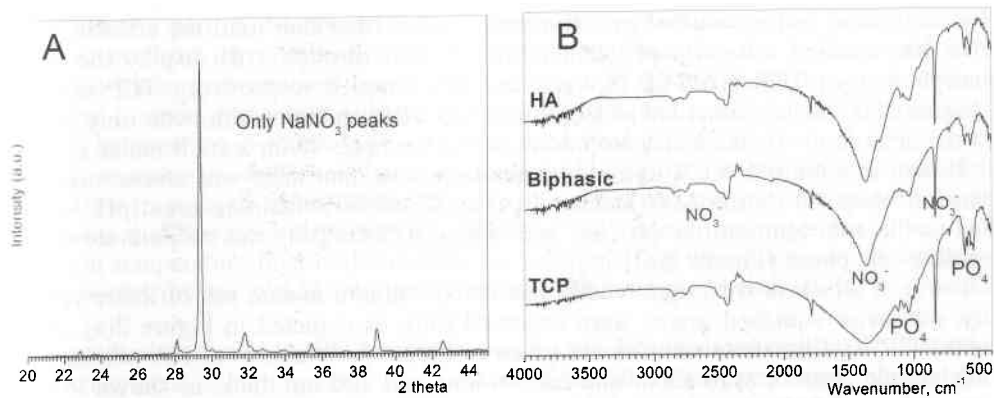 A
Only NaNO3 peaks
Intensity (a.u.)
20 22 24 26 28 30 32 34 36 38 40 42 44
2 theta
B
HA
Biphasic
TCP
NO3
NO3
NO3
PO4
PO4
4000 3500 3000 2500 2000 1500 1000 500
Wavenumber, cm-1